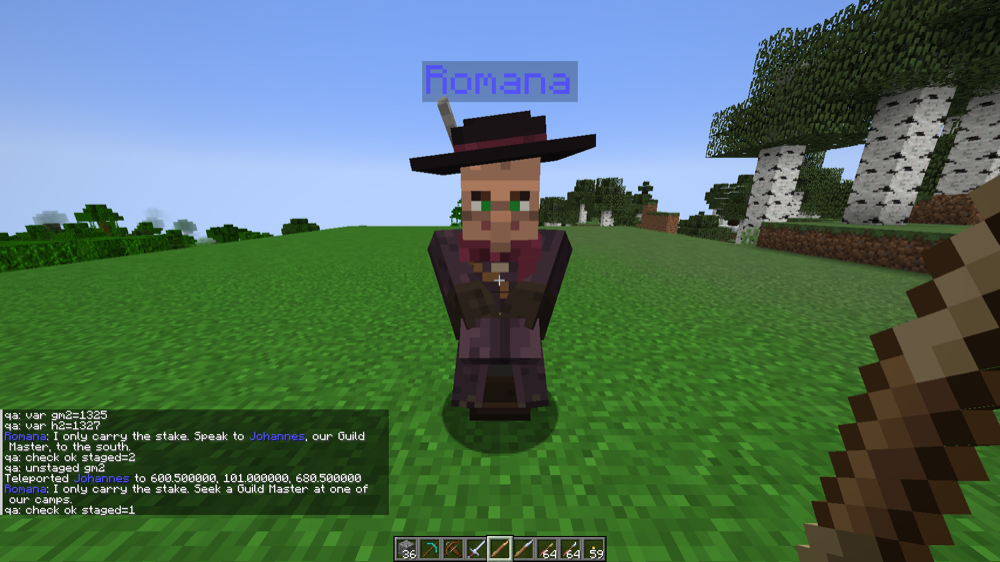 Romana
qa: var gm2=1325
qa: var h2=1327
Romana: I only carry the stake. Speak to Johannes, our Guild
Master, to the south.
qa: check ok staged=2
qa: unstaged gm2
Teleported Johannes to 600.500000, 101.000000, 680.500000
Romana: I only carry the stake. Seek a Guild Master at one of
our camps.
qa: check ok staged=1
36
64
64
59